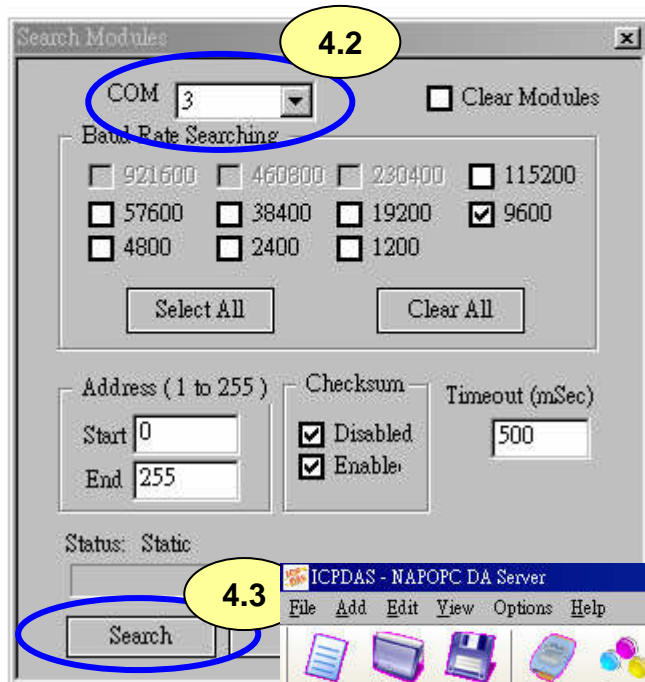 Search Modules
4.2
COM 3
Clear Modules
Baud Rate Searching
921600 460800 230400 115200
57600 38400 19200 9600
4800 2400 1200
Select All Clear All
Address ( 1 to 255 )
Start 0
End 255
Checksum
Disabled
Enable
Timeout (mSec)
500
Status: Static
4.3
Search
ICPDAS - NAPOPC DA Server
File Add Edit View Options Help